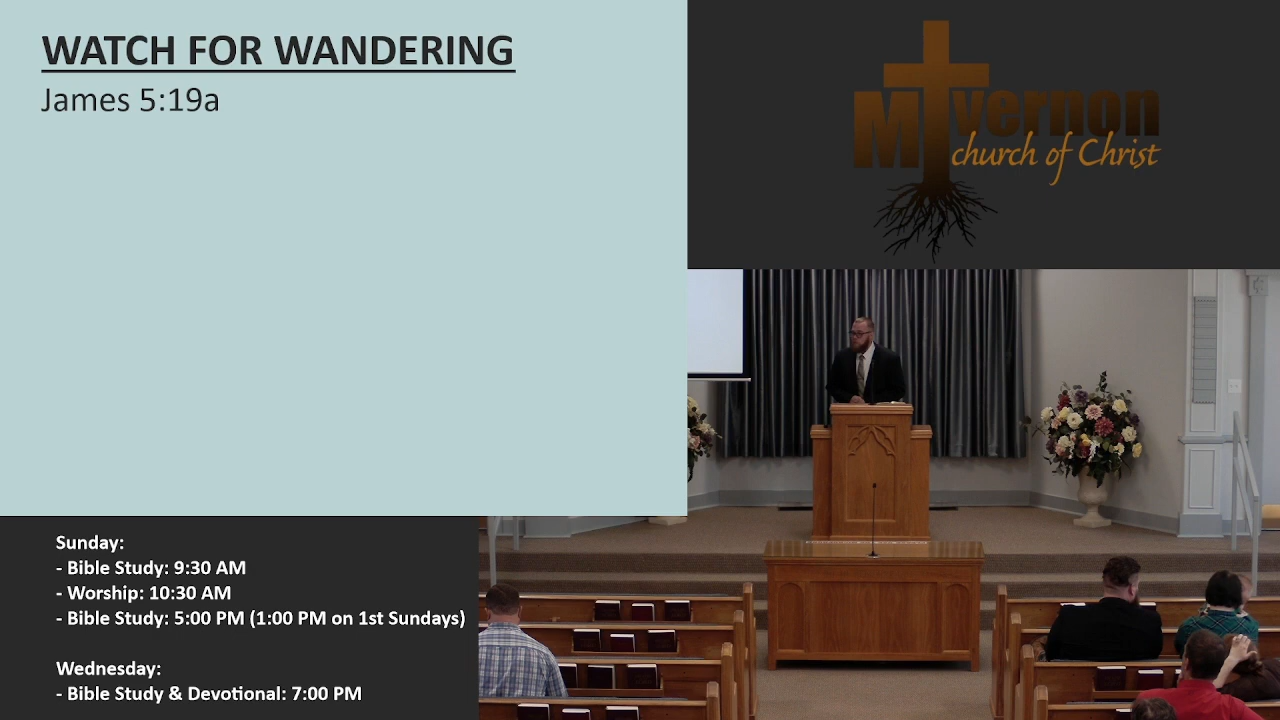 WATCH FOR WANDERING
James 5:19a
Mt vernon
church of Christ
Sunday:
- Bible Study: 9:30 AM
- Worship: 10:30 AM
- Bible Study: 5:00 PM (1:00 PM on 1st Sundays)
Wednesday:
- Bible Study & Devotional: 7:00 PM